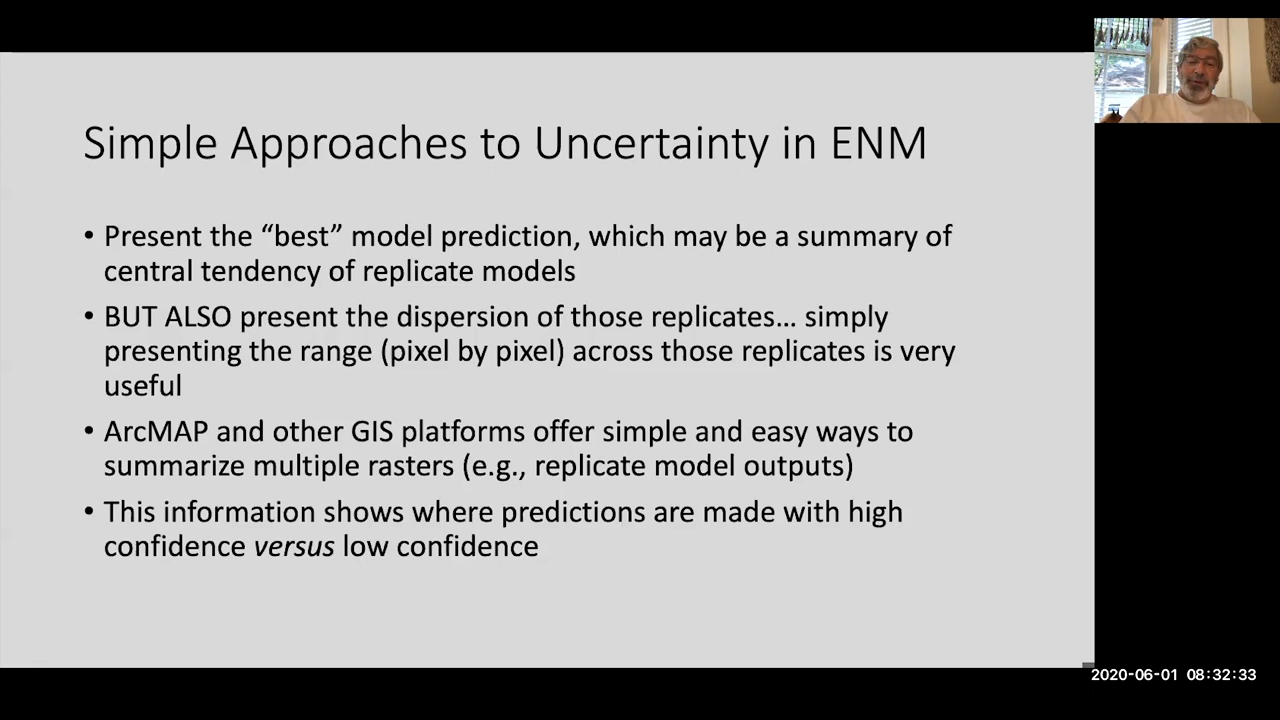 Simple Approaches to Uncertainty in ENM
• Present the “best” model prediction, which may be a summary of
central tendency of replicate models
• BUT ALSO present the dispersion of those replicates… simply
presenting the range (pixel by pixel) across those replicates is very
useful
• ArcMAP and other GIS platforms offer simple and easy ways to
summarize multiple rasters (e.g., replicate model outputs)
• This information shows where predictions are made with high
confidence versus low confidence
2020-06-01 08:32:33